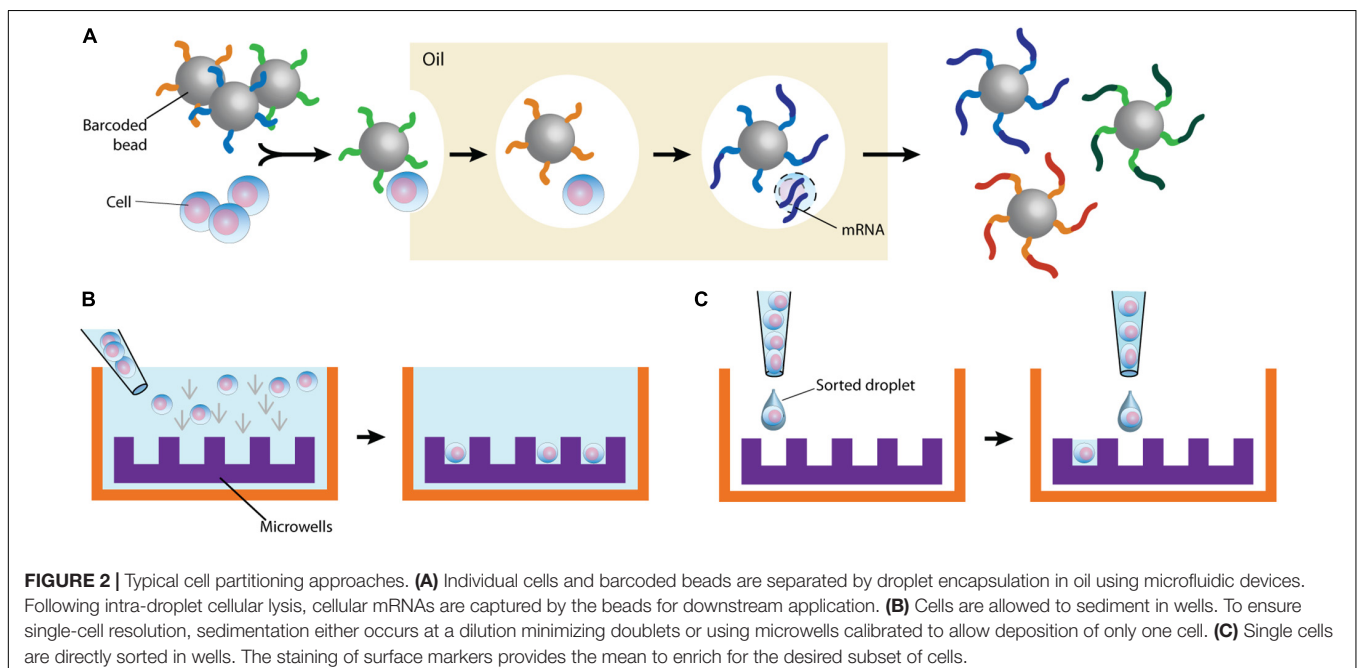 A
Oil
Barcoded
bead
Cell
mRNA
B
C
Sorted droplet
Microwells
FIGURE 2 | Typical cell partitioning approaches. (A) Individual cells and barcoded beads are separated by droplet encapsulation in oil using microfluidic devices.
Following intra-droplet cellular lysis, cellular mRNAs are captured by the beads for downstream application. (B) Cells are allowed to sediment in wells. To ensure
single-cell resolution, sedimentation either occurs at a dilution minimizing doublets or using microwells calibrated to allow deposition of only one cell. (C) Single cells
are directly sorted in wells. The staining of surface markers provides the mean to enrich for the desired subset of cells.